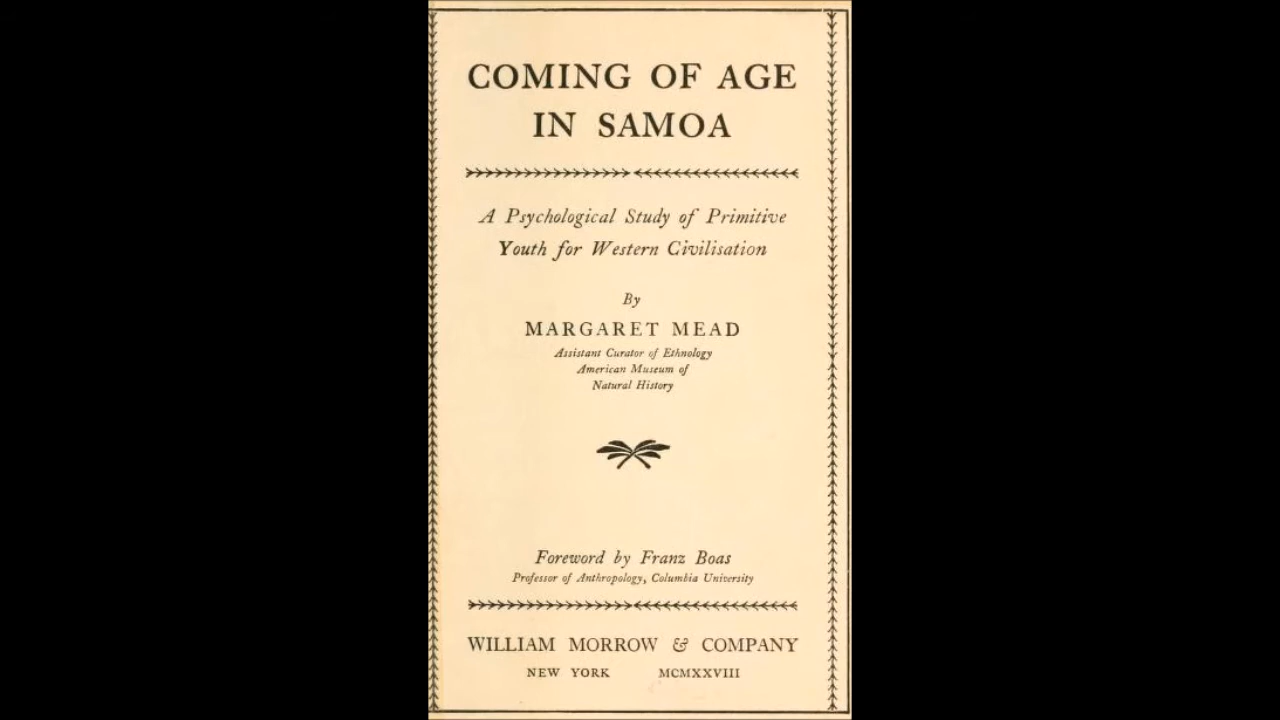 COMING OF AGE
IN SAMOA
A Psychological Study of Primitive
Youth for Western Civilisation
By
MARGARET MEAD
Assistant Curator of Ethnology
American Museum of
Natural History
Foreword by Franz Boas
Professor of Anthropology, Columbia University
WILLIAM MORROW & COMPANY
NEW YORK MCMXXVIII